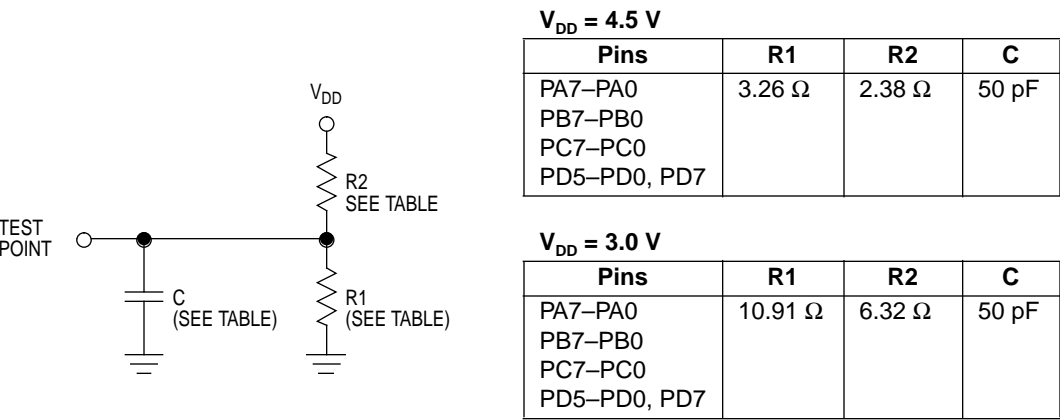 V_DD
R2
SEE TABLE
TEST
POINT
C
(SEE TABLE)
R1
(SEE TABLE)
V_DD = 4.5 V
Pins R1 R2 C
PA7–PA0 3.26 Ω 2.38 Ω 50 pF
PB7–PB0
PC7–PC0
PD5–PD0, PD7
V_DD = 3.0 V
Pins R1 R2 C
PA7–PA0 10.91 Ω 6.32 Ω 50 pF
PB7–PB0
PC7–PC0
PD5–PD0, PD7